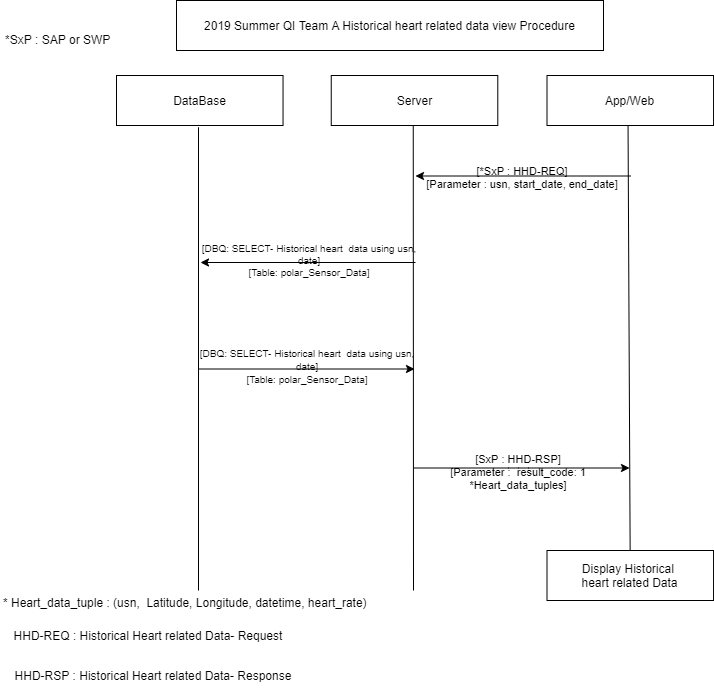 2019 Summer QI Team A Historical heart related data view Procedure
*SxP : SAP or SWP
DataBase
Server
App/Web
[*SxP : HHD-REQ]
[Parameter : usn, start_date, end_date]
[DBQ: SELECT- Historical heart  data using usn,
date]
[Table: polar_Sensor_Data]
[DBQ: SELECT- Historical heart  data using usn,
date]
[Table: polar_Sensor_Data]
[SxP : HHD-RSP]
[Parameter :  result_code: 1
*Heart_data_tuples]
Display Historical
heart related Data
* Heart_data_tuple : (usn,  Latitude, Longitude, datetime, heart_rate)
HHD-REQ : Historical Heart related Data- Request
HHD-RSP : Historical Heart related Data- Response